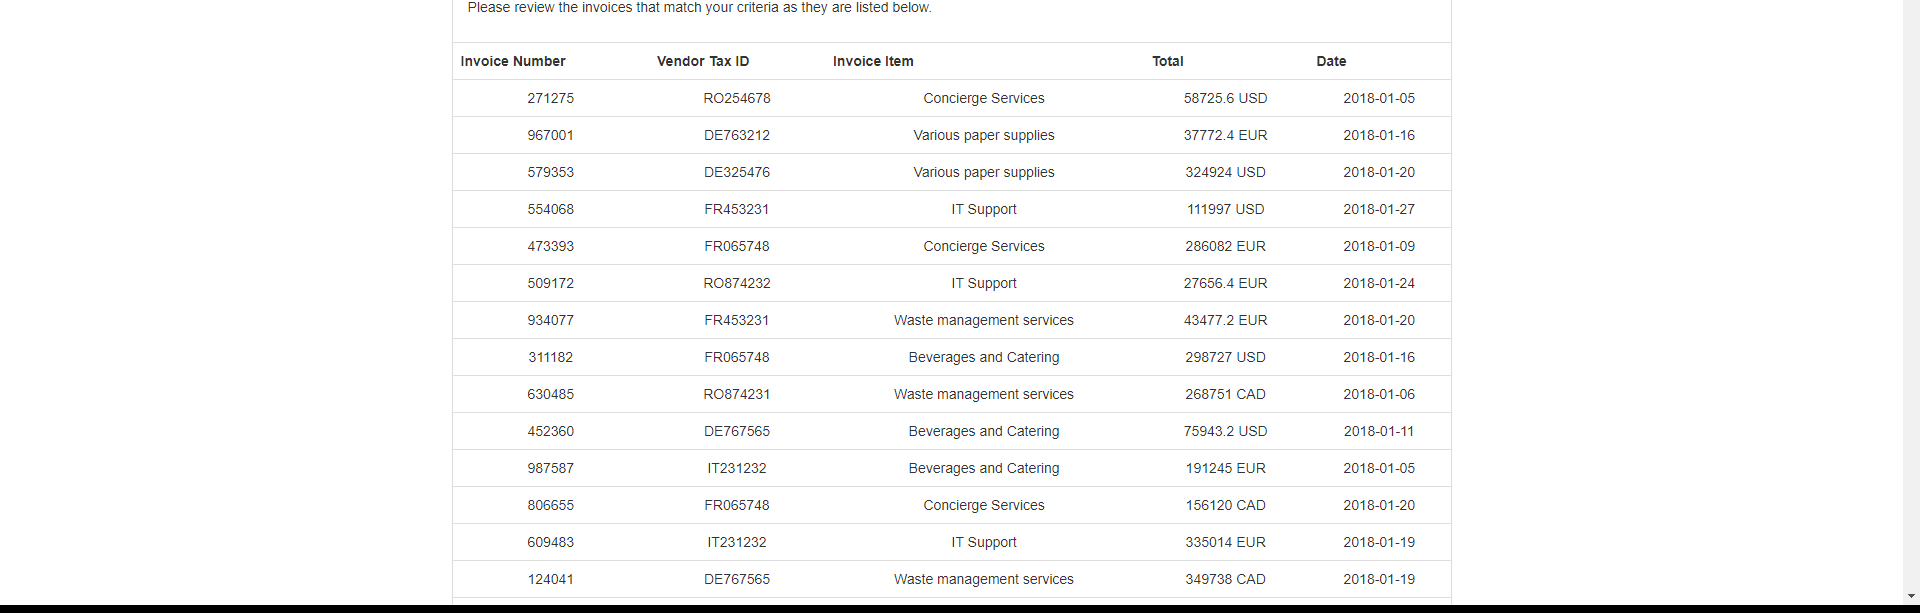 Please review the invoices that match your criteria as they are listed below.
Invoice Number Vendor Tax ID Invoice Item Total Date
271275 RO254678 Concierge Services 58725.6 USD 2018-01-05
967001 DE763212 Various paper supplies 37772.4 EUR 2018-01-16
579353 DE325476 Various paper supplies 324924 USD 2018-01-20
554068 FR453231 IT Support 111997 USD 2018-01-27
473393 FR065748 Concierge Services 286082 EUR 2018-01-09
509172 RO874232 IT Support 27656.4 EUR 2018-01-24
934077 FR453231 Waste management services 43477.2 EUR 2018-01-20
311182 FR065748 Beverages and Catering 298727 USD 2018-01-16
630485 RO874231 Waste management services 268751 CAD 2018-01-06
452360 DE767565 Beverages and Catering 75943.2 USD 2018-01-11
987587 IT231232 Beverages and Catering 191245 EUR 2018-01-05
806655 FR065748 Concierge Services 156120 CAD 2018-01-20
609483 IT231232 IT Support 335014 EUR 2018-01-19
124041 DE767565 Waste management services 349738 CAD 2018-01-19